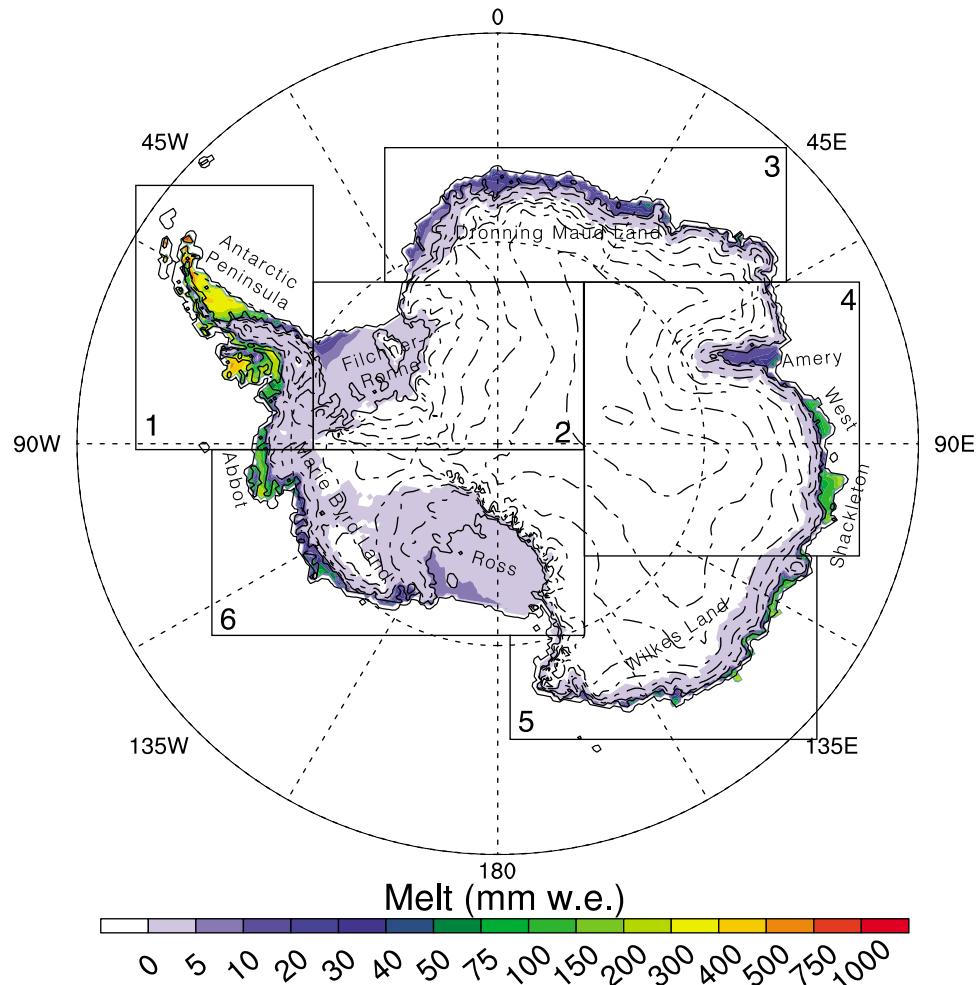 0
45W
45E
3
Dronning Maud Land
Antarctic
Peninsula
4
Filchner-
Ronne
Amery
West
1
2
90W
90E
Abbot
Marie Byrd Land
Shackleton
Ross
6
Wilkes Land
5
135W
135E
180
Melt (mm w.e.)
0 5 10 20 30 40 50 75 100 150 200 300 400 500 750 1000